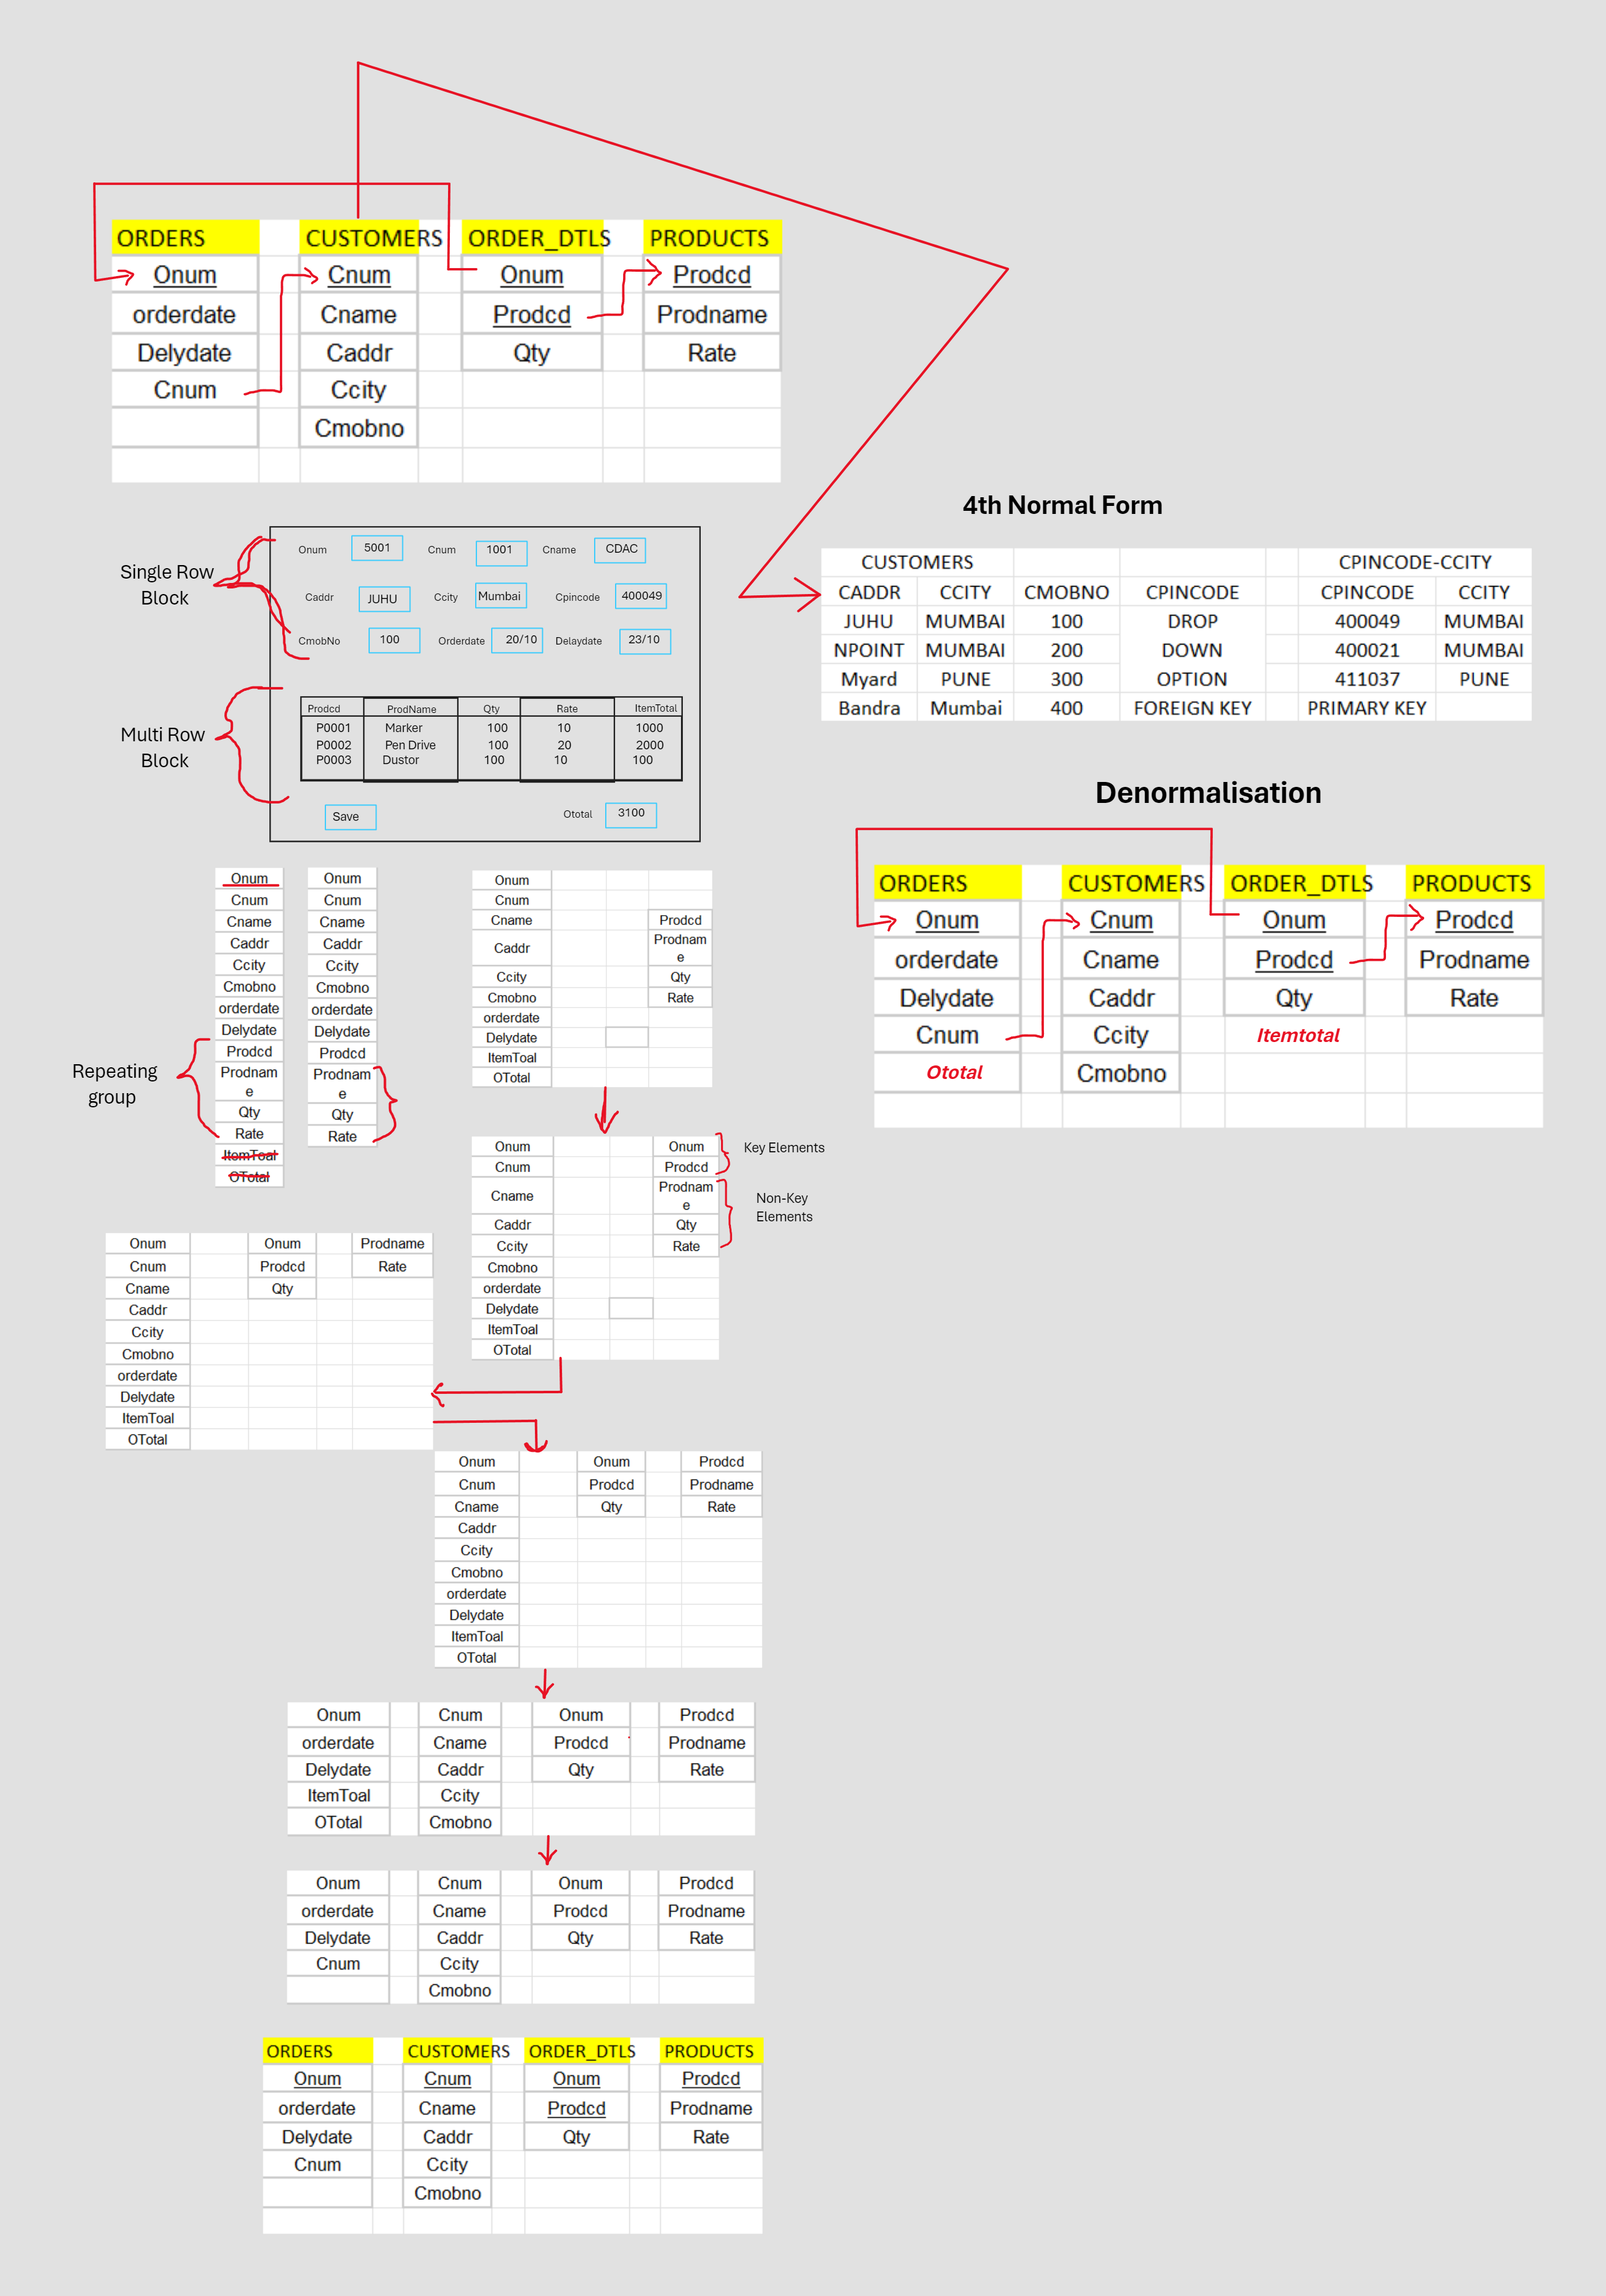 ORDERS CUSTOMERS ORDER_DTLS PRODUCTS
Onum Cnum Onum Prodcd
orderdate Cname Prodcd Prodname
Delydate Caddr Qty Rate
Cnum Ccity
Cmobno
4th Normal Form
CUSTOMERS CPINCODE-CCITY
CADDR CCITY CMOBNO CPINCODE CPINCODE CCITY
JUHU MUMBAI 100 DROP 400049 MUMBAI
NPOINT MUMBAI 200 DOWN 400021 MUMBAI
Myard PUNE 300 OPTION 411037 PUNE
Bandra Mumbai 400 FOREIGN KEY PRIMARY KEY
Single Row
Block
Onum 5001 Cnum 1001 Cname CDAC
Caddr JUHU Ccity Mumbai Cpincode 400049
CmobNo 100 Orderdate 20/10 Delaydate 23/10
Multi Row
Block
Prodcd ProdName Qty Rate ItemTotal
P0001 Marker 100 10 1000
P0002 Pen Drive 100 20 2000
P0003 Dustor 100 10 100
Save Ototal 3100
Denormalisation
ORDERS CUSTOMERS ORDER_DTLS PRODUCTS
Onum Cnum Onum Prodcd
orderdate Cname Prodcd Prodname
Delydate Caddr Qty Rate
Cnum Ccity Itemtotal
Ototal Cmobno
Repeating
group
Onum
Cnum
Cname
Caddr
Ccity
Cmobno
orderdate
Delydate
Prodcd
Prodnam
e
Qty
Rate
ItemToal
OTotal
Onum
Cnum
Cname
Caddr
Ccity
Cmobno
orderdate
Delydate
Prodcd
Prodnam
e
Qty
Rate
Onum
Cnum
Cname Prodcd
Caddr Prodnam
e
Ccity Qty
Cmobno Rate
orderdate
Delydate
ItemToal
OTotal
Onum Onum Key Elements
Cnum Prodcd
Cname Prodnam
e
Non-Key
Elements
Caddr Qty
Ccity Rate
Cmobno
orderdate
Delydate
ItemToal
OTotal
Onum Onum Prodname
Cnum Prodcd Rate
Cname Qty
Caddr
Ccity
Cmobno
orderdate
Delydate
ItemToal
OTotal
Onum Onum Prodcd
Cnum Prodcd Prodname
Cname Qty Rate
Caddr
Ccity
Cmobno
orderdate
Delydate
ItemToal
OTotal
Onum Cnum Onum Prodcd
orderdate Cname Prodcd Prodname
Delydate Caddr Qty Rate
ItemToal Ccity
OTotal Cmobno
Onum Cnum Onum Prodcd
orderdate Cname Prodcd Prodname
Delydate Caddr Qty Rate
Cnum Ccity
Cmobno
ORDERS CUSTOMERS ORDER_DTLS PRODUCTS
Onum Cnum Onum Prodcd
orderdate Cname Prodcd Prodname
Delydate Caddr Qty Rate
Cnum Ccity
Cmobno